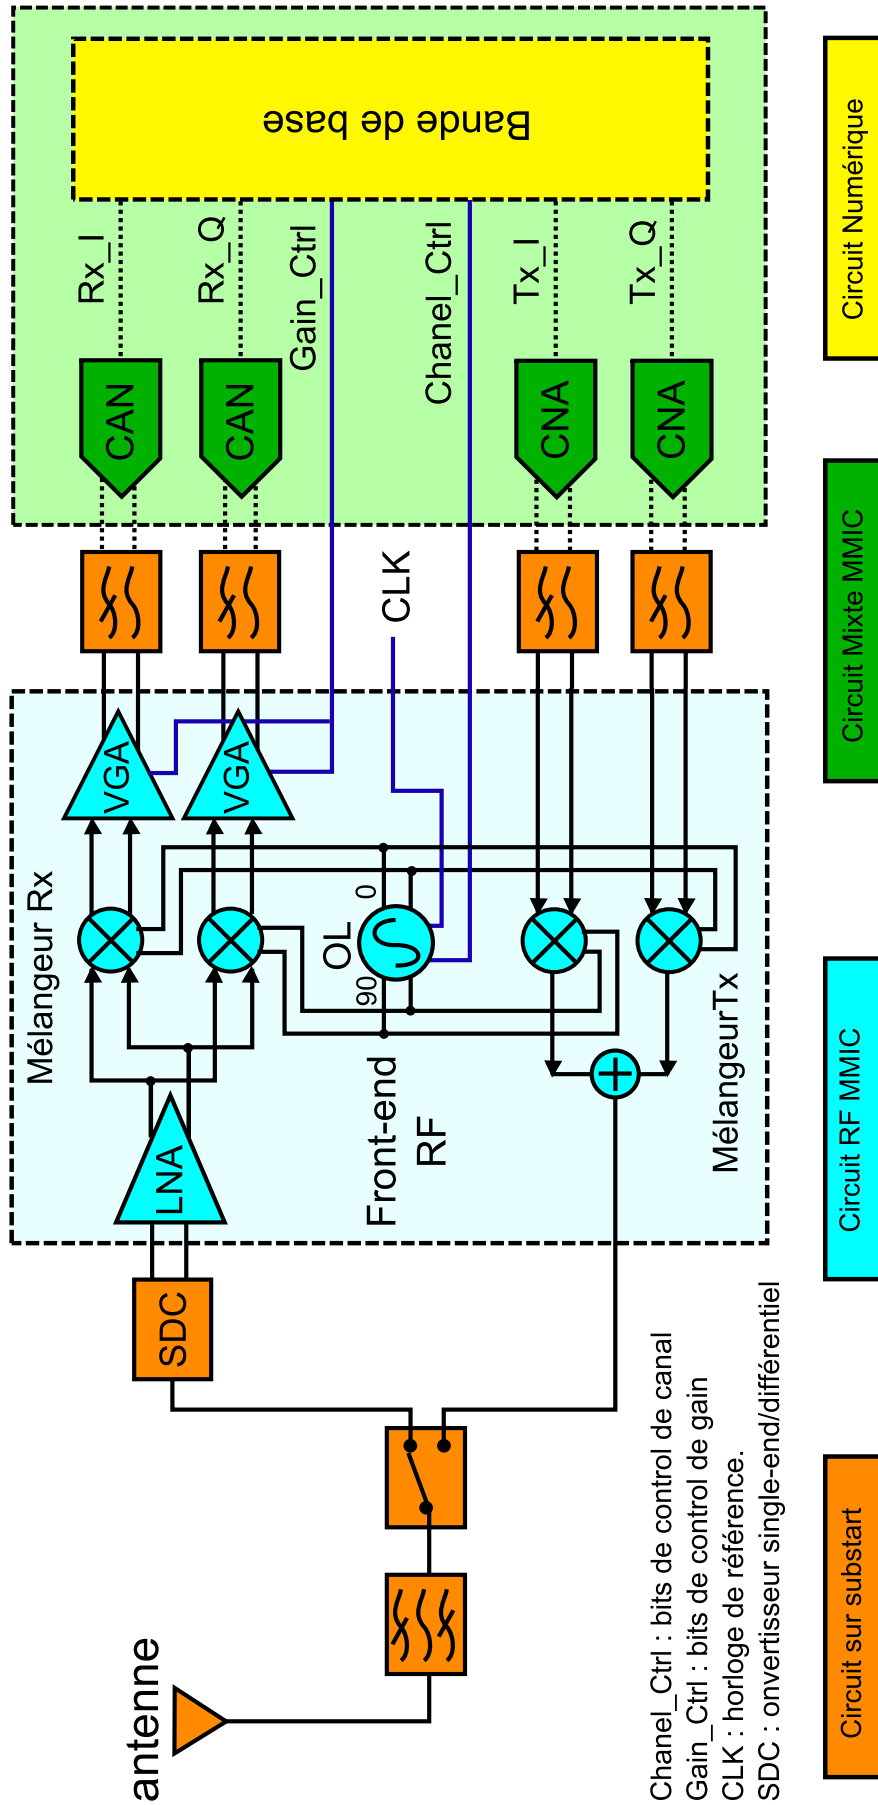 antenne
SDC
LNA
Mélangeur Rx
VGA
VGA
CAN
CAN
Rx_I
Rx_Q
Gain_Ctrl
Chanel_Ctrl
Tx_I
Tx_Q
CNA
CNA
Bande de base
CLK
OL
0
90
Front-end
RF
MélangeurTx
Chanel_Ctrl : bits de control de canal
Gain_Ctrl : bits de control de gain
CLK : horloge de référence.
SDC : onvertisseur single-end/différentiel
Circuit sur substart
Circuit RF MMIC
Circuit Mixte MMIC
Circuit Numérique